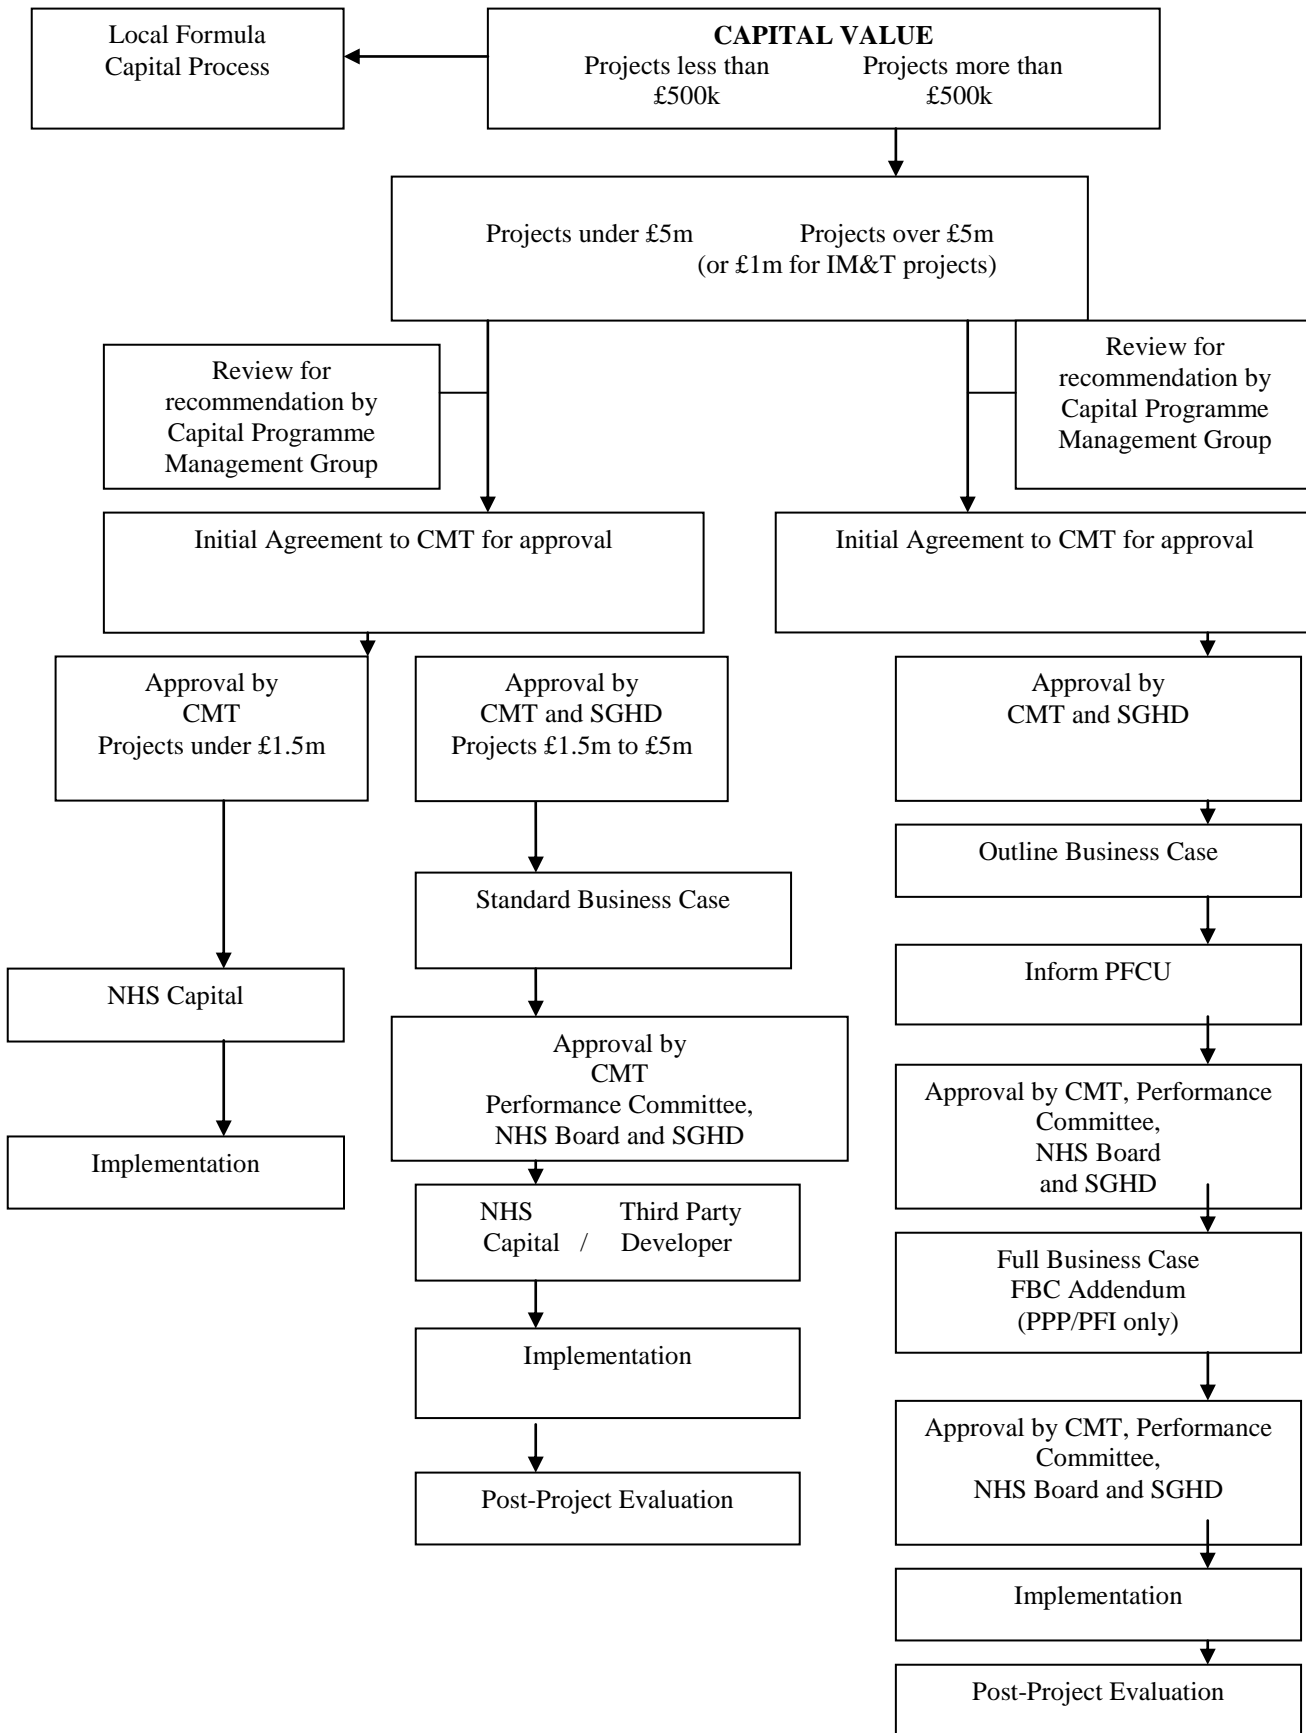 Local Formula
Capital Process
CAPITAL VALUE
Projects less than Projects more than
£500k £500k
Projects under £5m Projects over £5m
(or £1m for IM&T projects)
Review for
recommendation by
Capital Programme
Management Group
Review for
recommendation by
Capital Programme
Management Group
Initial Agreement to CMT for approval
Initial Agreement to CMT for approval
Approval by
CMT
Projects under £1.5m
Approval by
CMT and SGHD
Projects £1.5m to £5m
Approval by
CMT and SGHD
Outline Business Case
Standard Business Case
Inform PFCU
NHS Capital
Approval by
CMT
Performance Committee,
NHS Board and SGHD
Approval by CMT, Performance
Committee,
NHS Board
and SGHD
Implementation
NHS Third Party
Capital / Developer
Full Business Case
FBC Addendum
(PPP/PFI only)
Implementation
Approval by CMT, Performance
Committee,
NHS Board and SGHD
Post-Project Evaluation
Implementation
Post-Project Evaluation